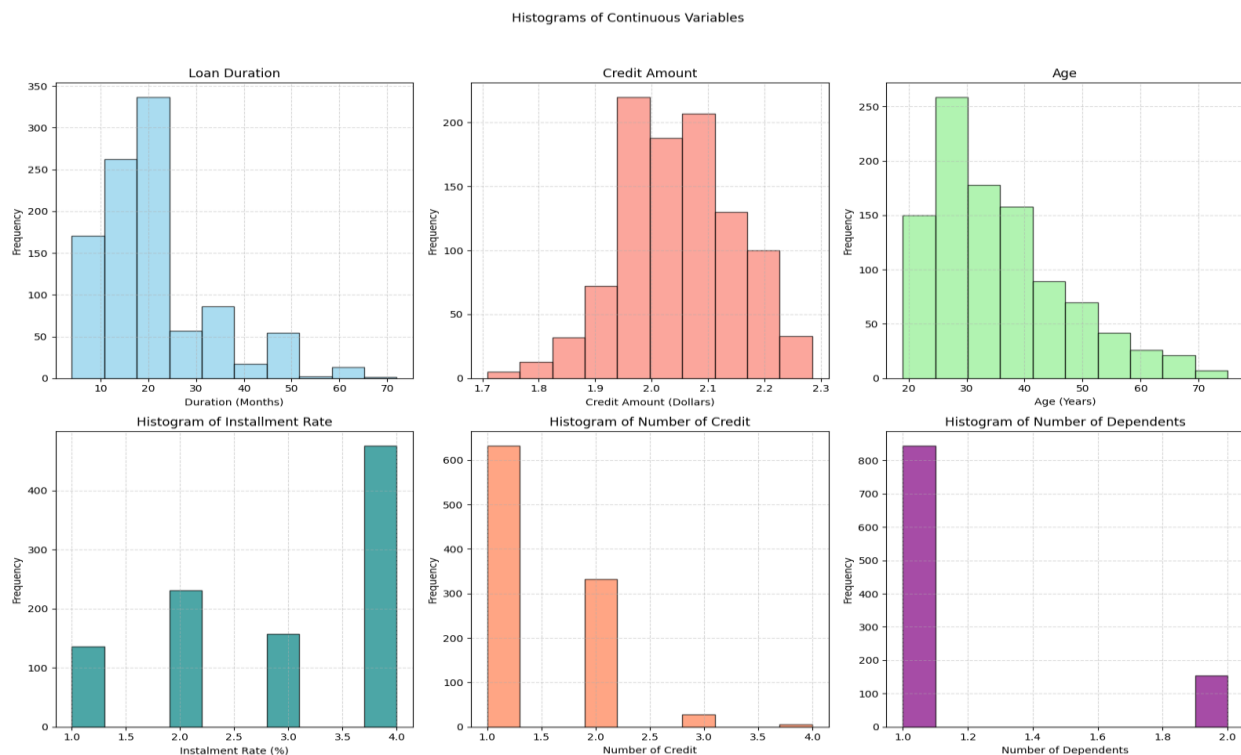 Histograms of Continuous Variables
Loan Duration
Frequency
350
300
250
200
150
100
50
0
10 20 30 40 50 60 70
Duration (Months)
Credit Amount
Frequency
200
150
100
50
0
1.7 1.8 1.9 2.0 2.1 2.2 2.3
Credit Amount (Dollars)
Age
Frequency
250
200
150
100
50
0
20 30 40 50 60 70
Age (Years)
Histogram of Installment Rate
Frequency
400
300
200
100
0
1.0 1.5 2.0 2.5 3.0 3.5 4.0
Instalment Rate (%)
Histogram of Number of Credit
Frequency
600
500
400
300
200
100
0
1.0 1.5 2.0 2.5 3.0 3.5 4.0
Number of Credit
Histogram of Number of Dependents
Frequency
800
700
600
500
400
300
200
100
0
1.0 1.2 1.4 1.6 1.8 2.0
Number of Dependents